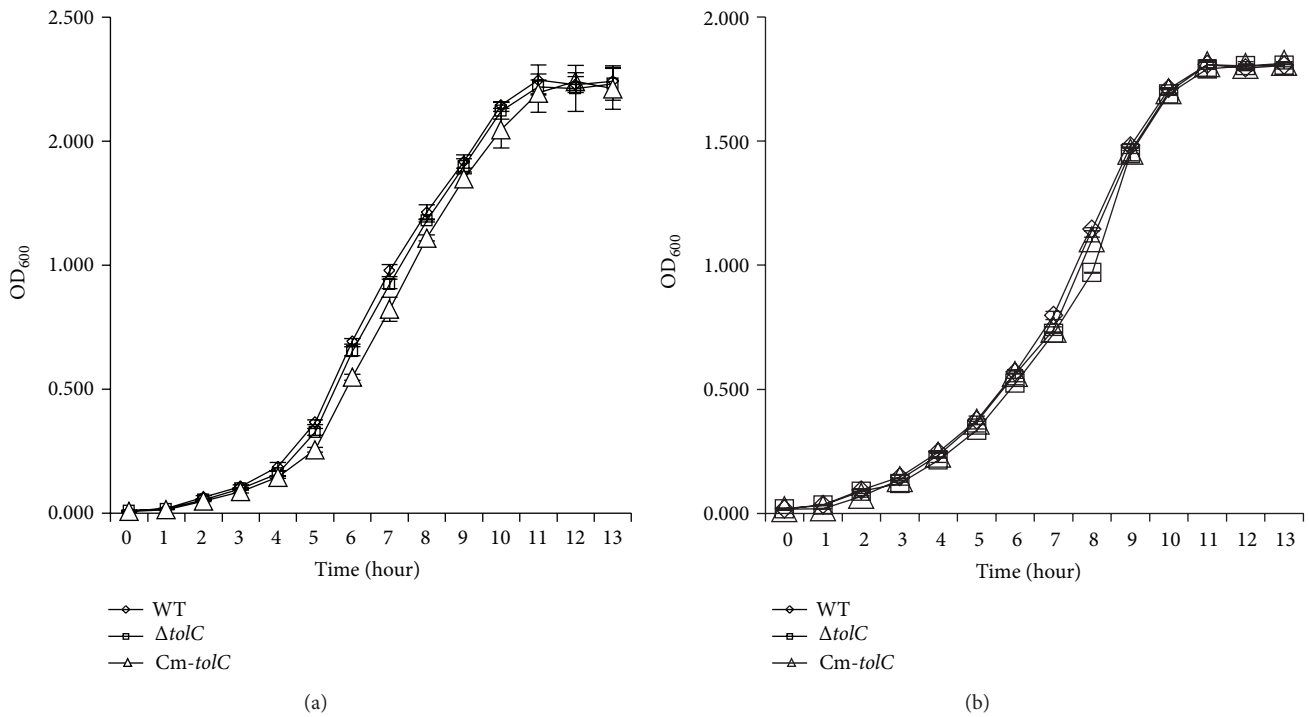 2.500
2.000
1.000
0.500
0.000
OD600
0 1 2 3 4 5 6 7 8 9 10 11 12 13
Time (hour)
WT
ΔtolC
Cm-tolC
(a)
2.000
1.500
1.000
0.500
0.000
OD600
0 1 2 3 4 5 6 7 8 9 10 11 12 13
Time (hour)
WT
ΔtolC
Cm-tolC
(b)